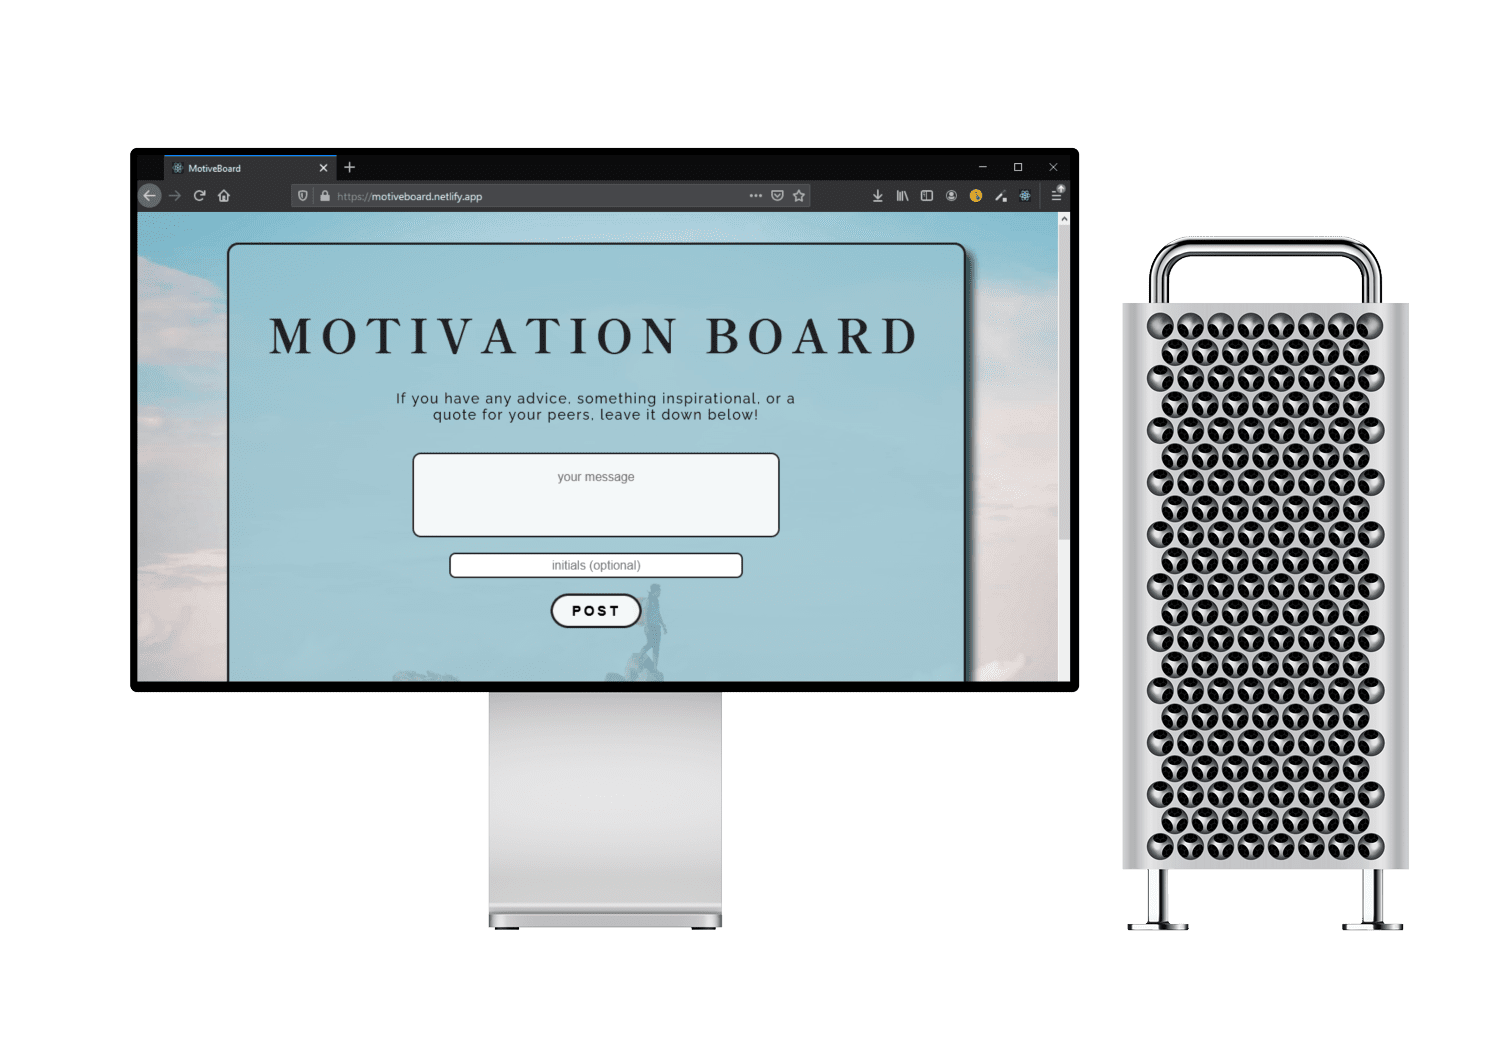 MotiveBoard
https://motiveboard.netlify.app
MOTIVATION BOARD
If you have any advice, something inspirational, or a
quote for your peers, leave it down below!
your message
initials (optional)
POST